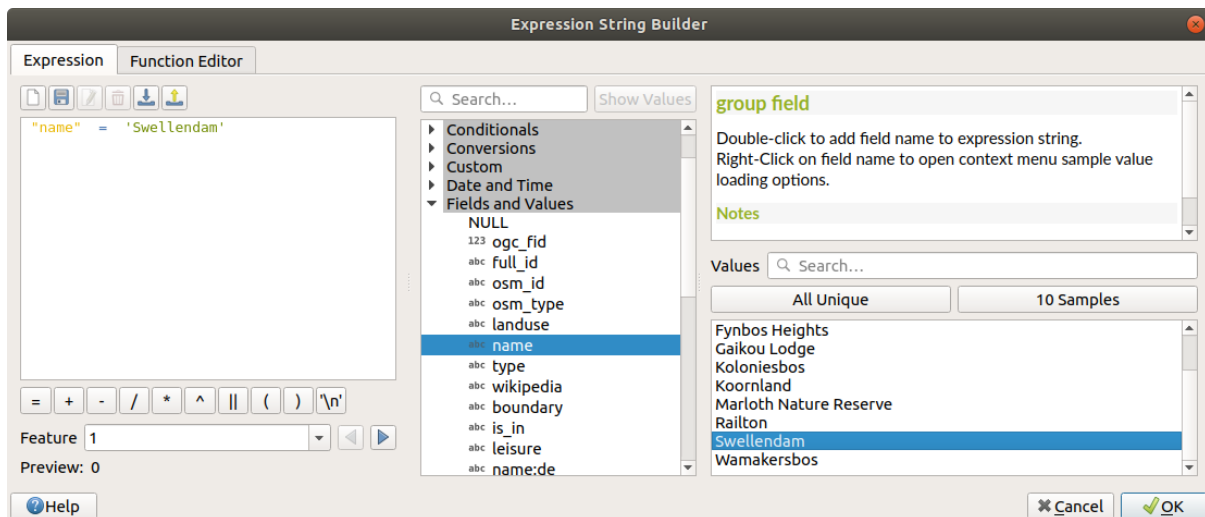 Expression String Builder
Expression
Function Editor
"name" = 'Swellendam'
= + - / * ^ || ( ) '\n'
Feature 1
Preview: 0
Search...
Show Values
Conditionals
Conversions
Custom
Date and Time
Fields and Values
NULL
123 ogc_fid
abc full_id
abc osm_id
abc osm_type
abc landuse
abc name
abc type
abc wikipedia
abc boundary
abc is_in
abc leisure
abc name:de
group field
Double-click to add field name to expression string.
Right-Click on field name to open context menu sample value
loading options.
Notes
Values Search...
All Unique
10 Samples
Fynbos Heights
Gaikou Lodge
Koloniesbos
Koornland
Marloth Nature Reserve
Railton
Swellendam
Wamakersbos
Help
Cancel
OK